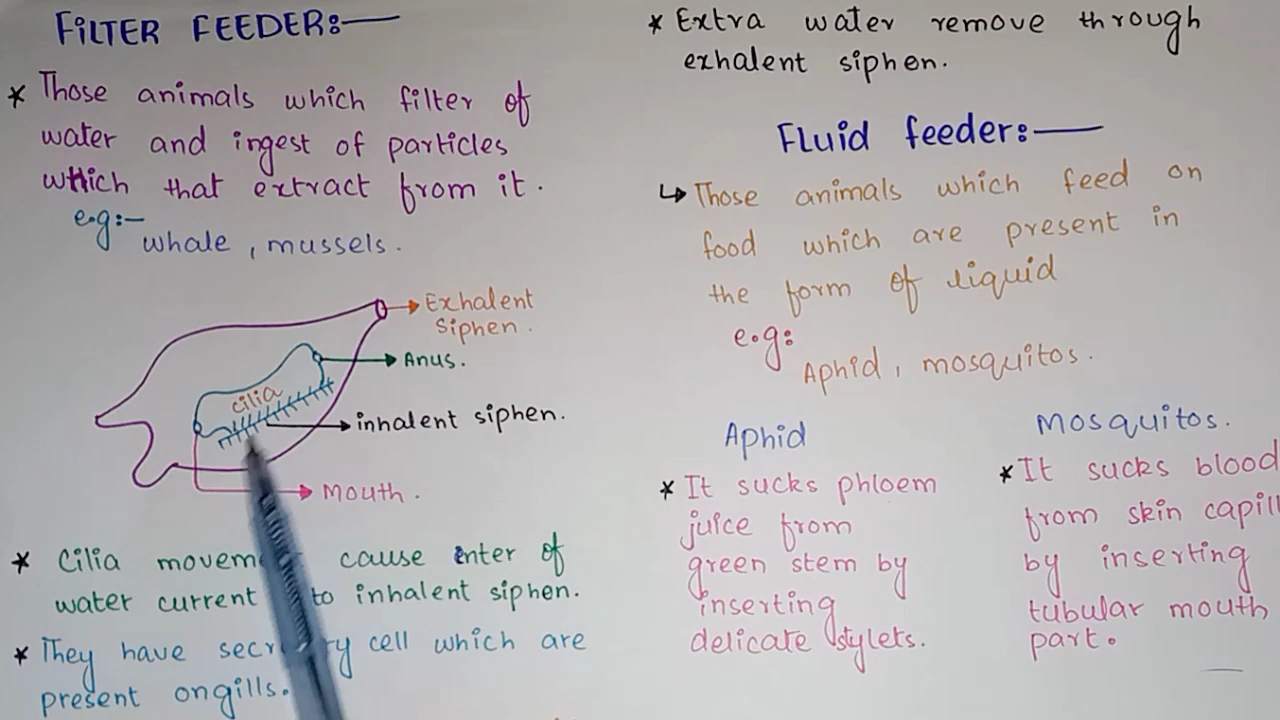 FILTER FEEDER:—
* Those animals which filter of
water and ingest of particles
which that extract from it.
e.g:-
whale, mussels.
Exhalent
siphen.
Anus.
cilia
inhalent siphen.
Mouth.
* Cilia cause enter of
water current to inhalent siphen.
* They have cell which are
present ongills.
* Extra water remove through
exhalent siphen.
Fluid feeder:—
↳ Those animals which feed on
food which are present in
the form of liquid
e.g:
Aphid, mosquitos.
Aphid
* It sucks phloem
juice from
green stem by
inserting
delicate stylets.
Mosquitos.
* It sucks blood
from skin capill
by inserting
tubular mouth
part.